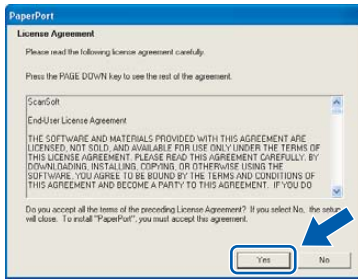 PaperPort
License Agreement
Please read the following license agreement carefully.
Press the PAGE DOWN key to see the rest of the agreement.
ScanSoft
End-User License Agreement
THE SOFTWARE AND MATERIALS PROVIDED WITH THIS AGREEMENT ARE
LICENSED, NOT SOLD, AND AVAILABLE FOR USE ONLY UNDER THE TERMS OF
THIS LICENSE AGREEMENT. PLEASE READ THIS AGREEMENT CAREFULLY. BY
DOWNLOADING, INSTALLING, COPYING, OR OTHERWISE USING THE
SOFTWARE, YOU AGREE TO BE BOUND BY THE TERMS AND CONDITIONS OF
THIS AGREEMENT AND BECOME A PARTY TO THIS AGREEMENT. IF YOU DO
Do you accept all the terms of the preceding License Agreement? If you select No, the setup
will close. To install "PaperPort", you must accept this agreement.
Yes
No